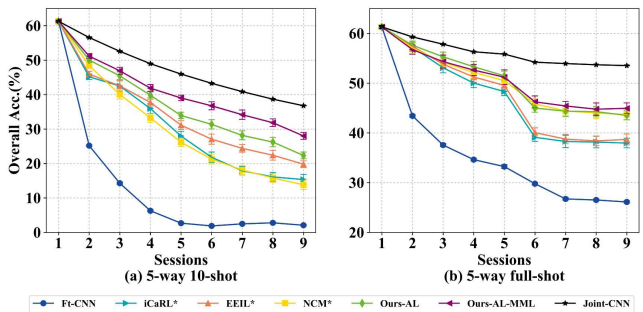 Overall Acc.(%)
70
60
50
40
30
20
10
0
1 2 3 4 5 6 7 8 9
Sessions
(a) 5-way 10-shot
70
60
50
40
30
20
1 2 3 4 5 6 7 8 9
Sessions
(b) 5-way full-shot
Ft-CNN iCaRL* EEIL* NCM* Ours-AL Ours-AL-MML Joint-CNN